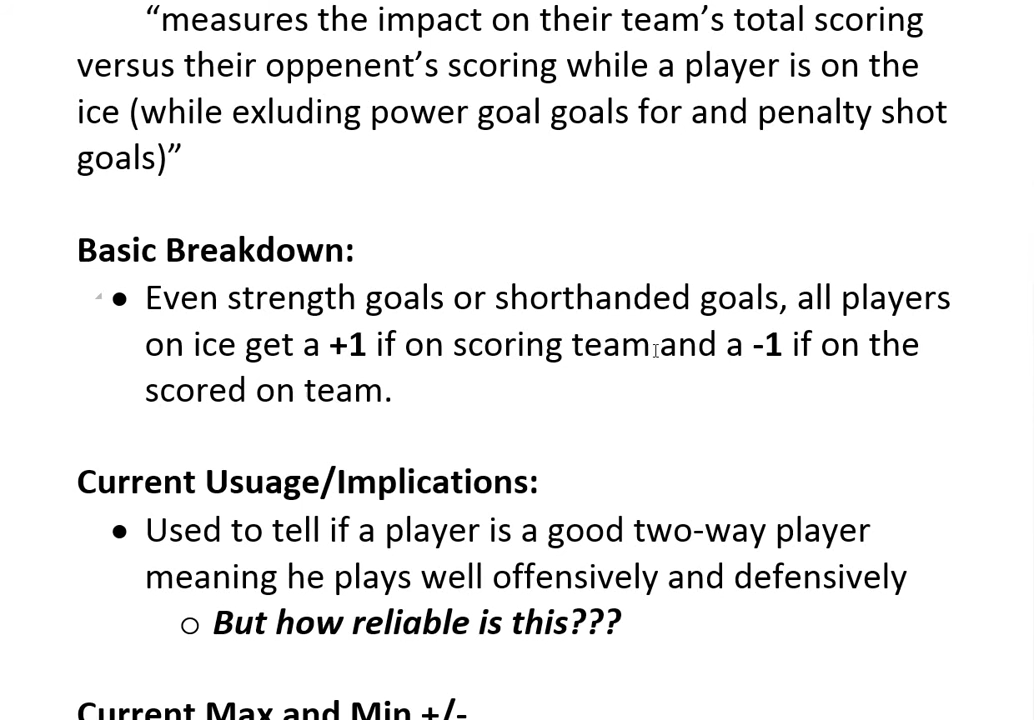 “measures the impact on their team’s total scoring
versus their oppenent’s scoring while a player is on the
ice (while exluding power goal goals for and penalty shot
goals)”
Basic Breakdown:
● Even strength goals or shorthanded goals, all players
on ice get a +1 if on scoring team and a -1 if on the
scored on team.
Current Usuage/Implications:
● Used to tell if a player is a good two-way player
meaning he plays well offensively and defensively
○ But how reliable is this???
Current Max and Min +/-